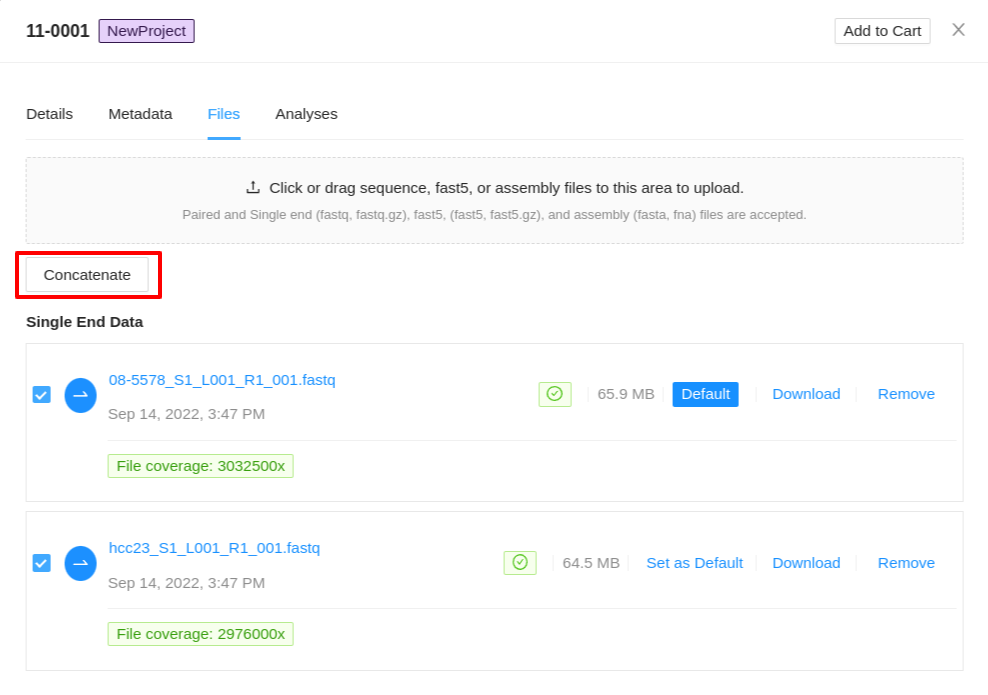 11-0001 NewProject Add to Cart
Details Metadata Files Analyses
Click or drag sequence, fast5, or assembly files to this area to upload.
Paired and Single end (fastq, fastq.gz), fast5, (fast5, fast5.gz), and assembly (fasta, fna) files are accepted.
Concatenate
Single End Data
08-5578_S1_L001_R1_001.fastq
65.9 MB Default Download Remove
Sep 14, 2022, 3:47 PM
File coverage: 3032500x
hcc23_S1_L001_R1_001.fastq
64.5 MB Set as Default Download Remove
Sep 14, 2022, 3:47 PM
File coverage: 2976000x